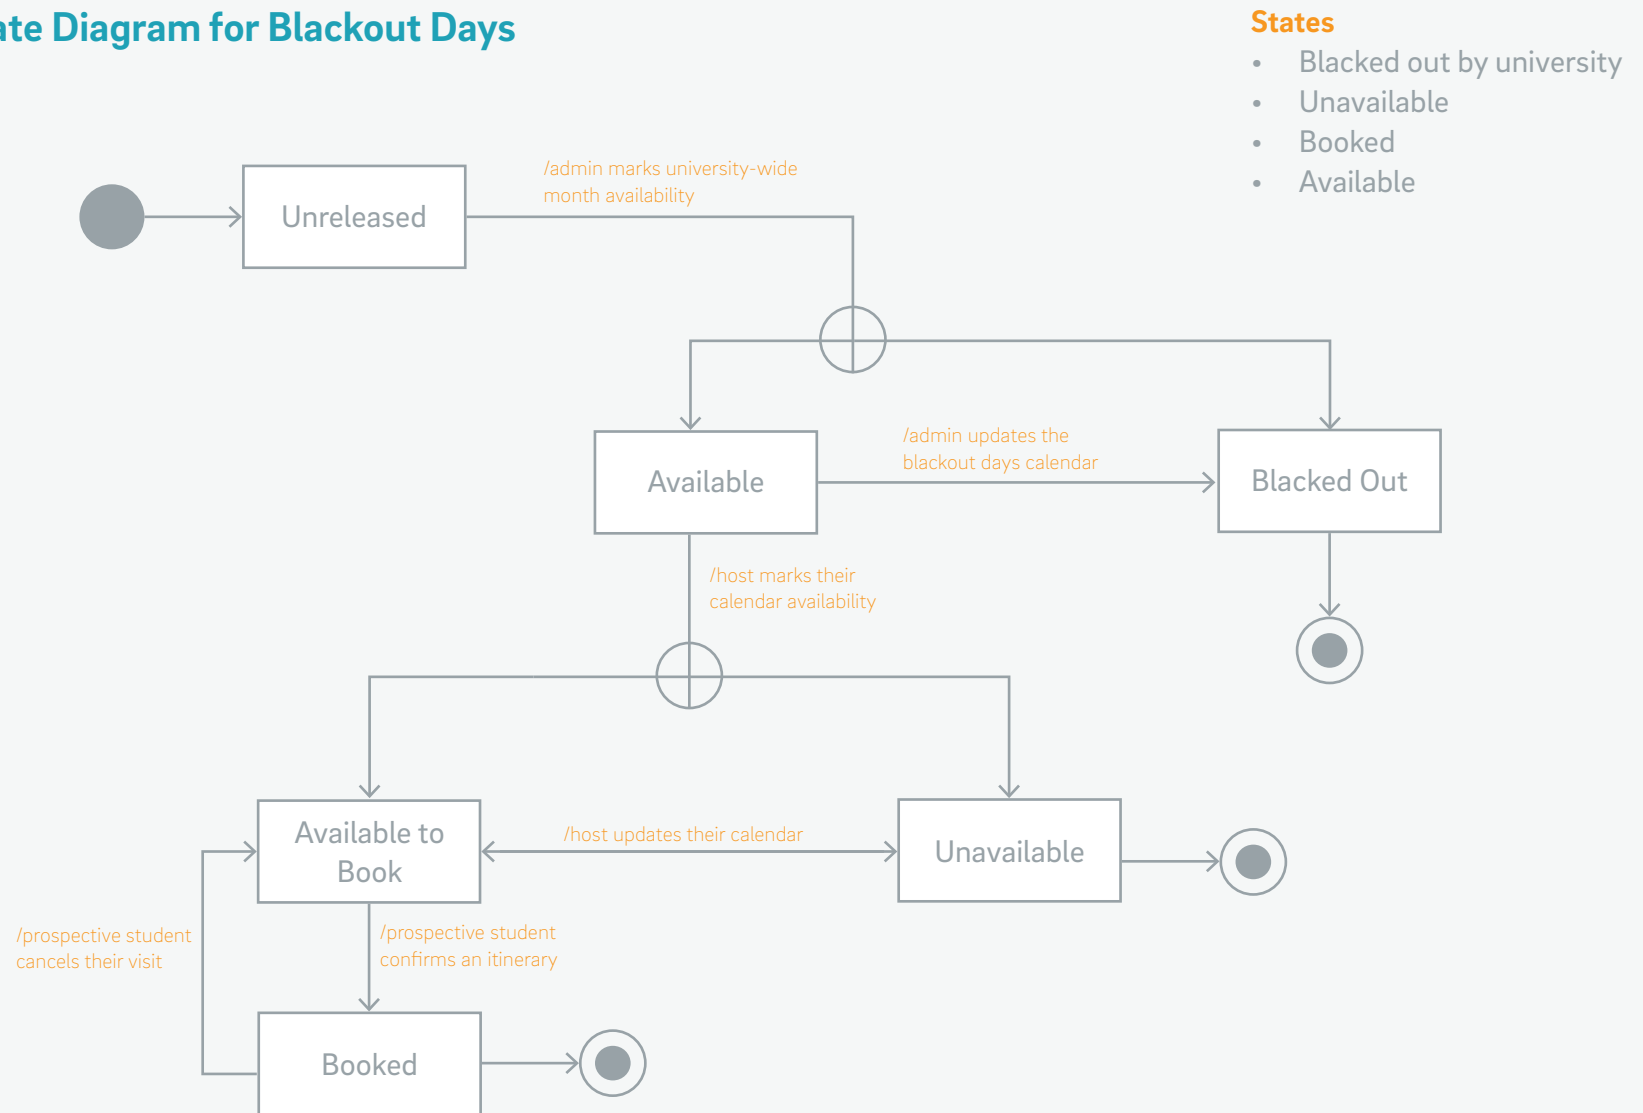 ate Diagram for Blackout Days
States
• Blacked out by university
• Unavailable
• Booked
• Available
/admin marks university-wide
month availability
Unreleased
/admin updates the
blackout days calendar
Available
Blacked Out
/host marks their
calendar availability
Available to
Book
/host updates their calendar
Unavailable
/prospective student
cancels their visit
/prospective student
confirms an itinerary
Booked